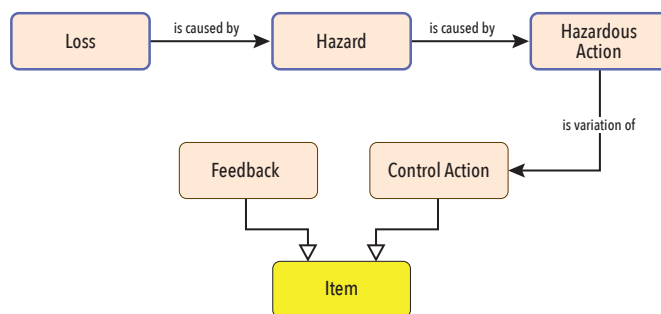 Loss
is caused by
Hazard
is caused by
Hazardous
Action
is variation of
Feedback
Control Action
Item